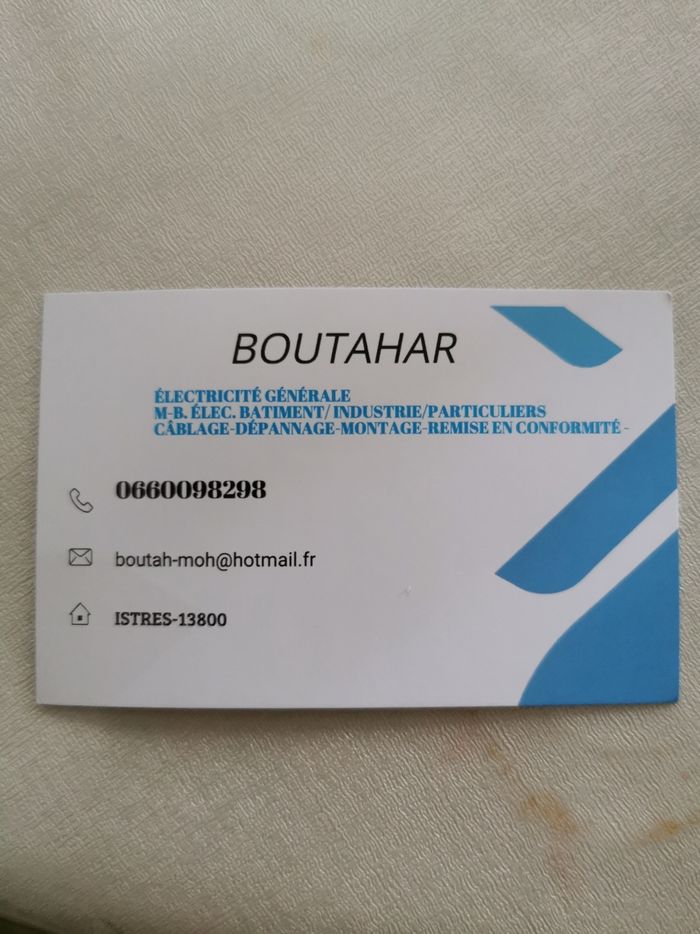 BOUTAHAR
ÉLECTRICITÉ GÉNÉRALE
M-B. ÉLEC. BATIMENT/ INDUSTRIE/PARTICULIERS
CÂBLAGE-DÉPANNAGE-MONTAGE-REMISE EN CONFORMITÉ -
0660098298
boutah-moh@hotmail.fr
ISTRES-13800